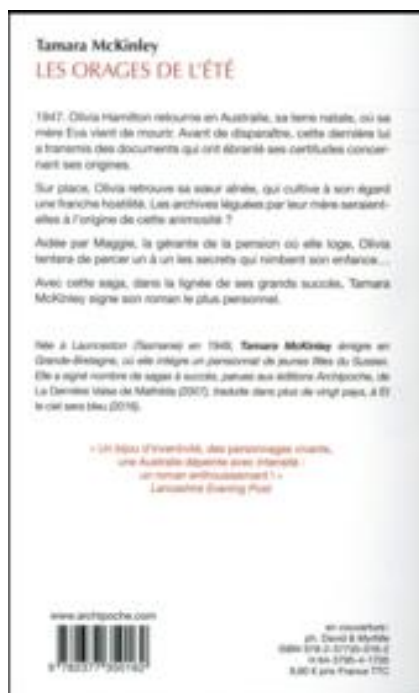 Tamara McKinley
LES ORAGES DE L'ÉTÉ
1947. Olivia Hamilton retourne en Australie, sa terre natale, où sa
mère Eva vient de mourir. Avant de disparaître, cette dernière lui
a transmis des documents qui ont ébranlé ses certitudes concer-
nant ses origines.
Sur place, Olivia retrouve sa sœur aînée, qui cultive à son égard
une franche hostilité. Les archives léguées par leur mère seraient-
elles à l'origine de cette animosité ?
Aidée par Maggie, la gérante de la pension où elle loge, Olivia
tentera de percer un à un les secrets qui nimbent son enfance...
Avec cette saga, dans la lignée de ses grands succès, Tamara
McKinley signe son roman le plus personnel.
Née à Launceston (Tasmanie) en 1948, Tamara McKinley émigre en
Grande-Bretagne, où elle intègre un pensionnat de jeunes filles du Sussex.
Elle a signé nombre de sagas à succès, parues aux éditions Archipoche, de
La Dernière Valse de Mathilda (2007), traduite dans plus de vingt pays, à Et
le ciel sera bleu (2016).
« Un bijou d'inventivité, des personnages vivants,
une Australie dépeinte avec intensité :
un roman enthousiasmant ! »
Lancashire Evening Post
www.archipoche.com
en couverture :
ph. David &
ISBN 978-2-37735-016-2
France TTC